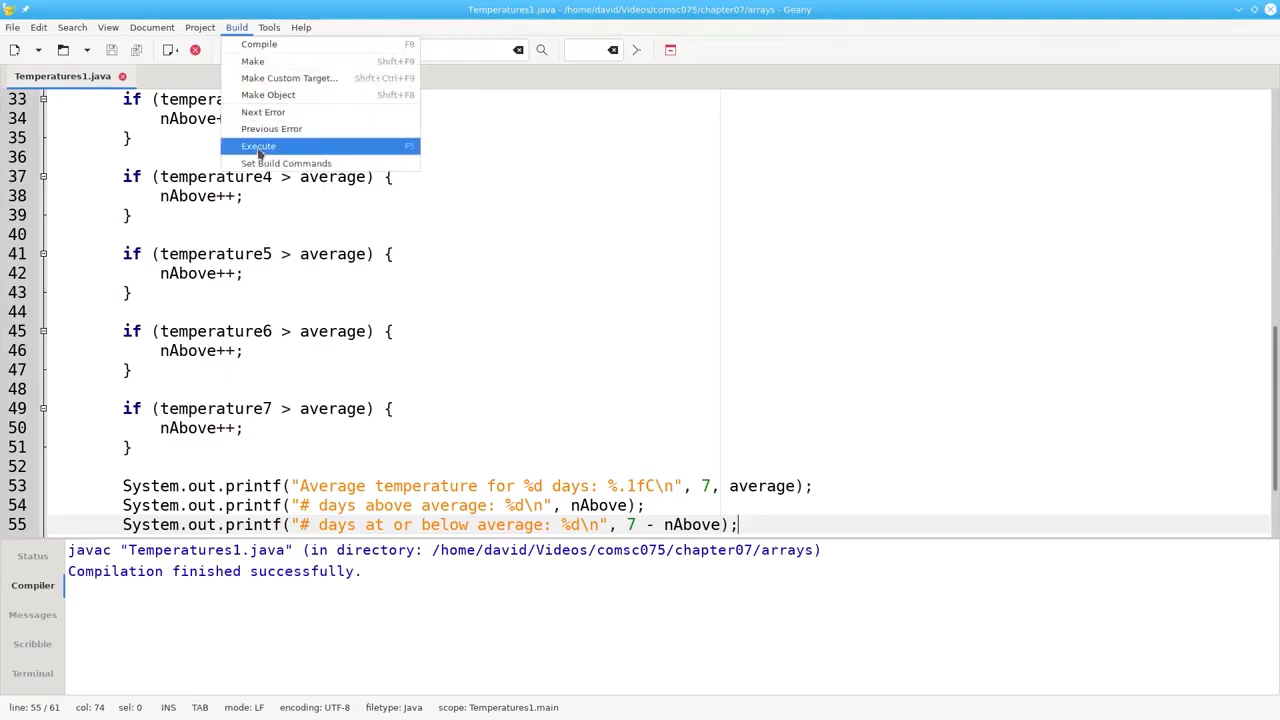 Temperatures1.java - /home/david/Videos/comsc075/chapter07/arrays - Geany
File Edit Search View Document Project Build Tools Help
Compile F8
Make Shift+F9
Make Custom Target... Shift+Ctrl+F9
Make Object Shift+F8
Next Error
Previous Error
Execute F5
Set Build Commands
Temperatures1.java
33 if (tempera
34 nAbove+
35 }
36
37 if (temperature4 > average) {
38 nAbove++;
39 }
40
41 if (temperature5 > average) {
42 nAbove++;
43 }
44
45 if (temperature6 > average) {
46 nAbove++;
47 }
48
49 if (temperature7 > average) {
50 nAbove++;
51 }
52
53 System.out.printf("Average temperature for %d days: %.1fC\n", 7, average);
54 System.out.printf("# days above average: %d\n", nAbove);
55 System.out.printf("# days at or below average: %d\n", 7 - nAbove);
Status
Compiler
Messages
Scribble
Terminal
javac "Temperatures1.java" (in directory: /home/david/Videos/comsc075/chapter07/arrays)
Compilation finished successfully.
line: 55 / 61 col: 74 sel: 0 INS TAB mode: LF encoding: UTF-8 filetype: Java scope: Temperatures1.main